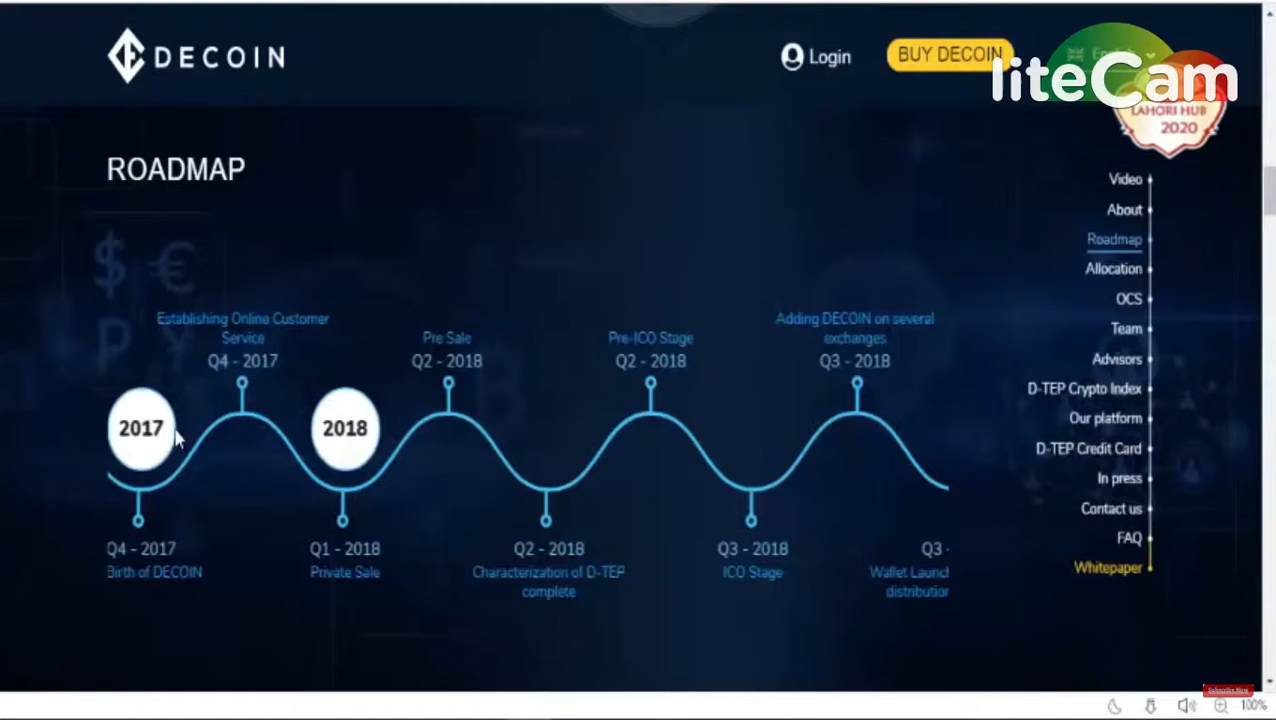 DECOIN
Login
BUY DECOIN
liteCam
LAHORI HUB
2020
ROADMAP
Video
About
Roadmap
Allocation
OCS
Team
Advisors
D-TEP Crypto Index
Our platform
D-TEP Credit Card
In press
Contact us
FAQ
Whitepaper
$ €
P ¥
Establishing Online Customer
Service
Q4 - 2017
Pre Sale
Q2 - 2018
Pre-ICO Stage
Q2 - 2018
Adding DECOIN on several
exchanges
Q3 - 2018
2017
2018
Q4 - 2017
Birth of DECOIN
Q1 - 2018
Private Sale
Q2 - 2018
Characterization of D-TEP
complete
Q3 - 2018
ICO Stage
Q3 -
Wallet Launch
distribution
Subscribe Now
100%